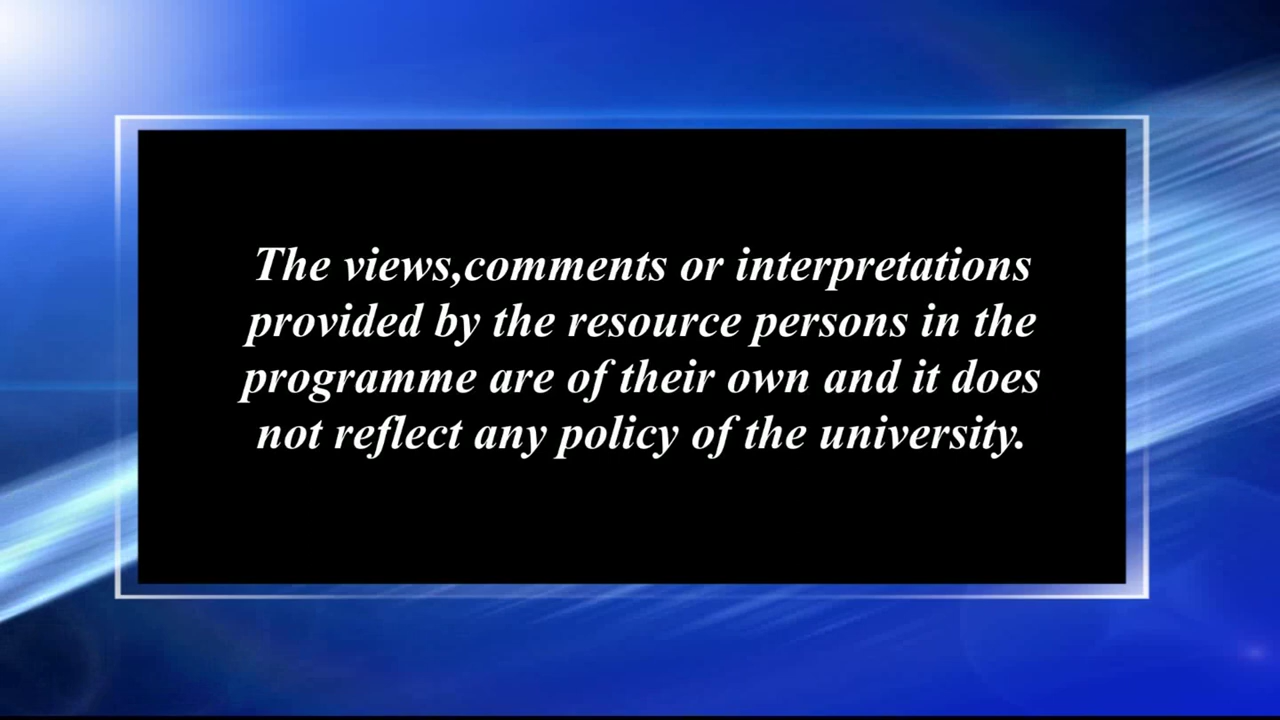 The views,comments or interpretations
provided by the resource persons in the
programme are of their own and it does
not reflect any policy of the university.